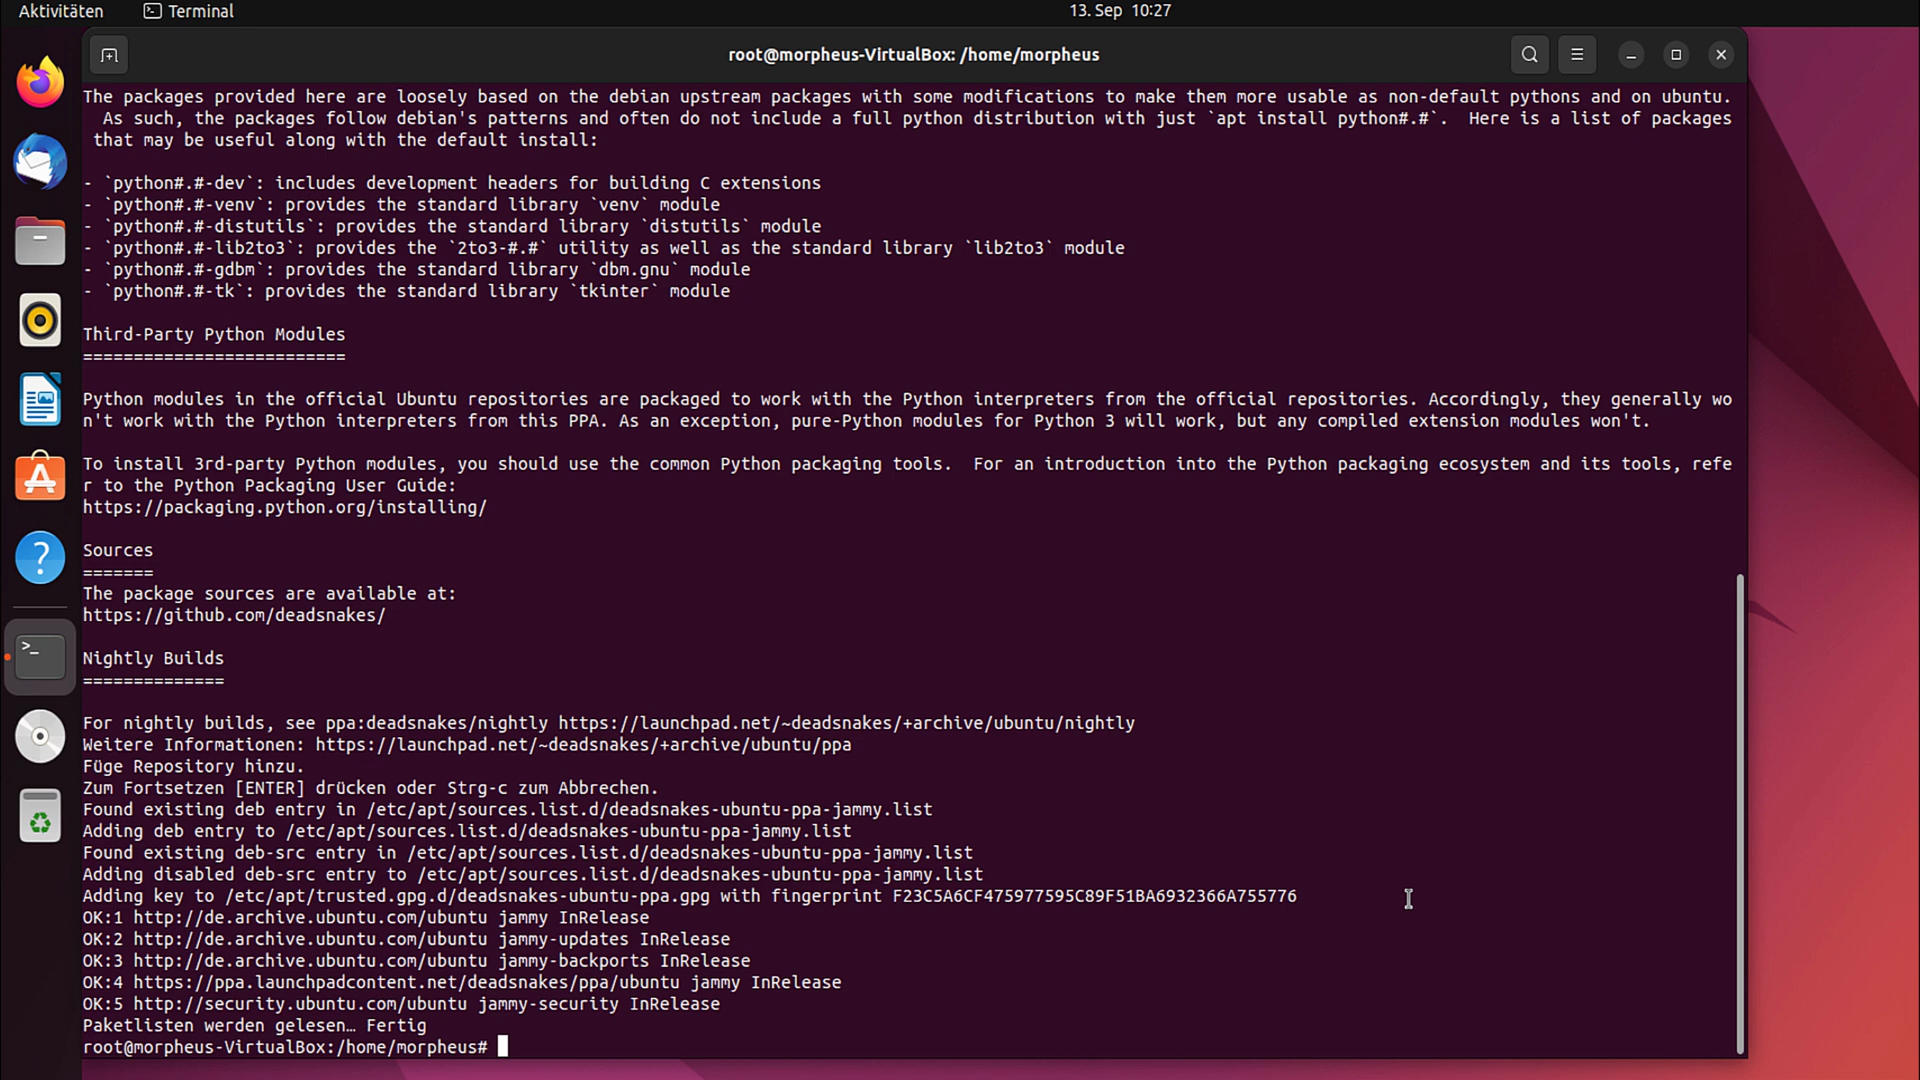 Aktivitäten
Terminal
13. Sep 10:27
root@morpheus-VirtualBox: /home/morpheus
The packages provided here are loosely based on the debian upstream packages with some modifications to make them more usable as non-default pythons and on ubuntu.
As such, the packages follow debian's patterns and often do not include a full python distribution with just `apt install python#.#`.  Here is a list of packages
that may be useful along with the default install:
- `python#.#-dev`: includes development headers for building C extensions
- `python#.#-venv`: provides the standard library `venv` module
- `python#.#-distutils`: provides the standard library `distutils` module
- `python#.#-lib2to3`: provides the `2to3-#.#` utility as well as the standard library `lib2to3` module
- `python#.#-gdbm`: provides the standard library `dbm.gnu` module
- `python#.#-tk`: provides the standard library `tkinter` module
Third-Party Python Modules
==========================
Python modules in the official Ubuntu repositories are packaged to work with the Python interpreters from the official repositories. Accordingly, they generally wo
n't work with the Python interpreters from this PPA. As an exception, pure-Python modules for Python 3 will work, but any compiled extension modules won't.
To install 3rd-party Python modules, you should use the common Python packaging tools.  For an introduction into the Python packaging ecosystem and its tools, refe
r to the Python Packaging User Guide:
https://packaging.python.org/installing/
Sources
=======
The package sources are available at:
https://github.com/deadsnakes/
Nightly Builds
==============
For nightly builds, see ppa:deadsnakes/nightly https://launchpad.net/~deadsnakes/+archive/ubuntu/nightly
Weitere Informationen: https://launchpad.net/~deadsnakes/+archive/ubuntu/ppa
Füge Repository hinzu.
Zum Fortsetzen [ENTER] drücken oder Strg-c zum Abbrechen.
Found existing deb entry in /etc/apt/sources.list.d/deadsnakes-ubuntu-ppa-jammy.list
Adding deb entry to /etc/apt/sources.list.d/deadsnakes-ubuntu-ppa-jammy.list
Found existing deb-src entry in /etc/apt/sources.list.d/deadsnakes-ubuntu-ppa-jammy.list
Adding disabled deb-src entry to /etc/apt/sources.list.d/deadsnakes-ubuntu-ppa-jammy.list
Adding key to /etc/apt/trusted.gpg.d/deadsnakes-ubuntu-ppa.gpg with fingerprint F23C5A6CF475977595C89F51BA6932366A755776
OK:1 http://de.archive.ubuntu.com/ubuntu jammy InRelease
OK:2 http://de.archive.ubuntu.com/ubuntu jammy-updates InRelease
OK:3 http://de.archive.ubuntu.com/ubuntu jammy-backports InRelease
OK:4 https://ppa.launchpadcontent.net/deadsnakes/ppa/ubuntu jammy InRelease
OK:5 http://security.ubuntu.com/ubuntu jammy-security InRelease
Paketlisten werden gelesen… Fertig
root@morpheus-VirtualBox:/home/morpheus#